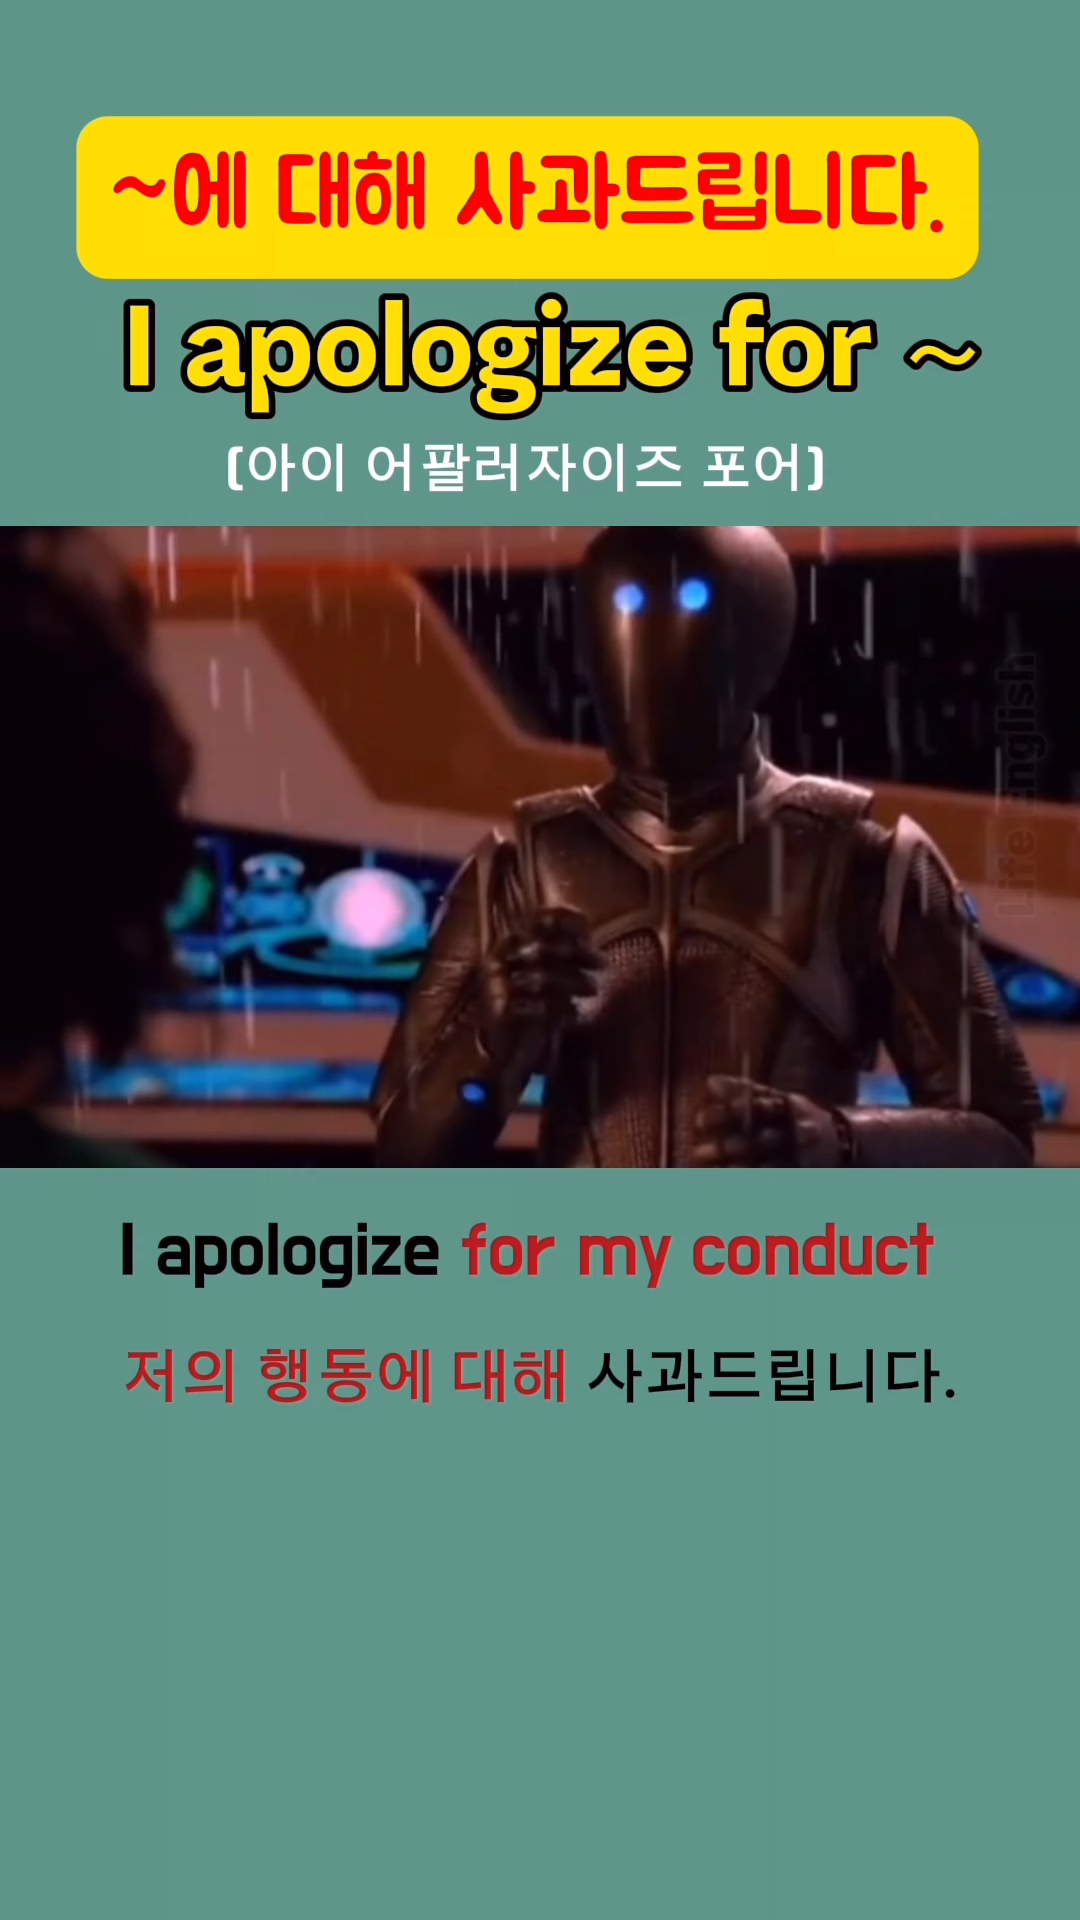 ~에 대해 사과드립니다.
I apologize for ~
(아이 어팔러자이즈 포어)
Life English
I apologize for my conduct
저의 행동에 대해 사과드립니다.